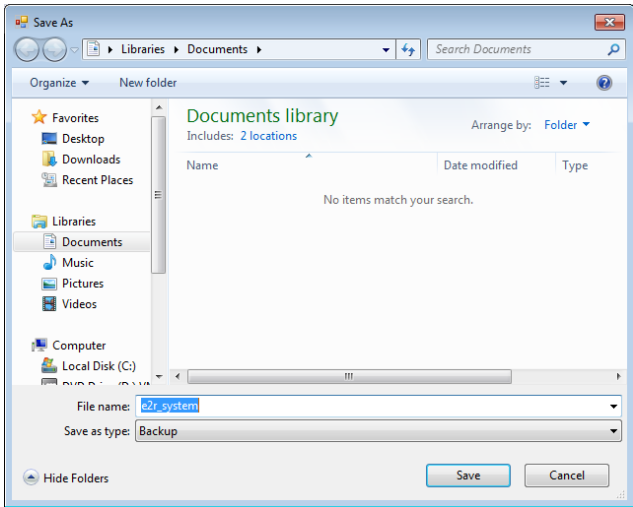 Save As
Libraries Documents
Search Documents
Organize New folder
Favorites
Desktop
Downloads
Recent Places
Libraries
Documents
Music
Pictures
Videos
Computer
Local Disk (C:)
Documents library
Includes: 2 locations
Arrange by: Folder
Name Date modified Type
No items match your search.
File name: e2r_system
Save as type: Backup
Hide Folders
Save Cancel